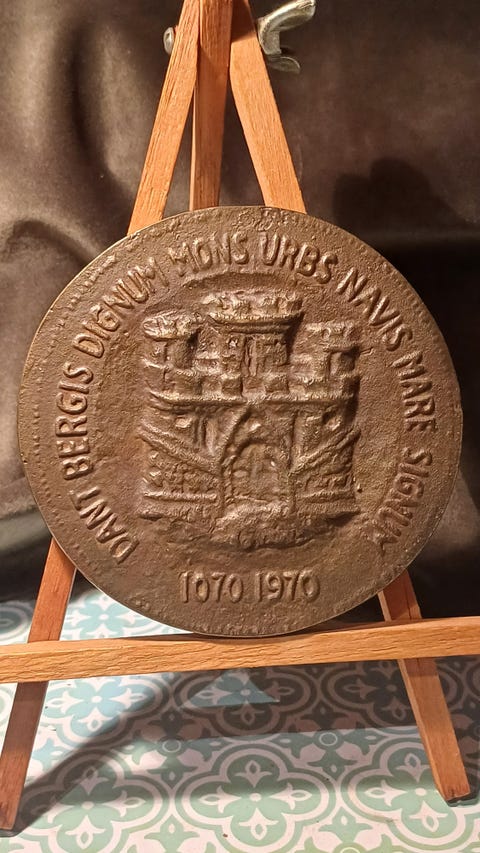 DANT BERGIS DIGNUM MONS URBS NAVIS MARE SIGNUM
1070 1970